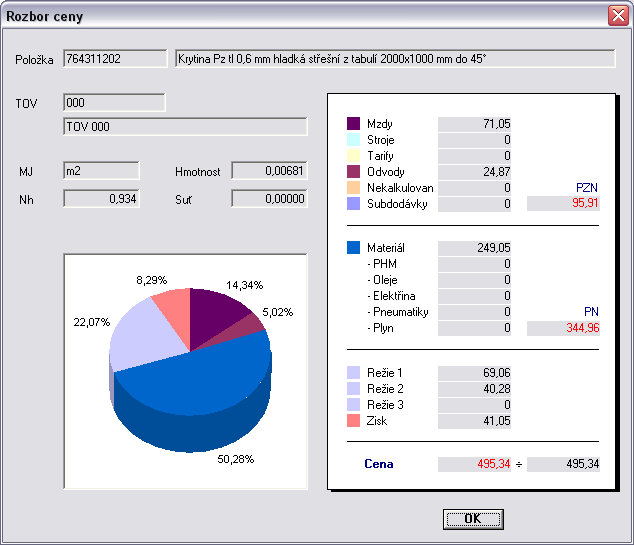 Rozbor ceny
Položka 764311202 Krytina Pz tl 0,6 mm hladká střešní z tabulí 2000x1000 mm do 45°
TOV 000
TOV 000
MJ m2 Hmotnost 0,00681
Nh 0,934 Suť 0,00000
8,29% 14,34%
22,07% 5,02%
50,28%
Mzdy 71,05
Stroje 0
Tarify 0
Odvody 24,87
Nekalkulovan 0 PZN
Subdodávky 0 95,91
Materiál 249,05
- PHM 0
- Oleje 0
- Elektřina 0
- Pneumatiky 0 PN
- Plyn 0 344,96
Režie 1 69,06
Režie 2 40,28
Režie 3 0
Zisk 41,05
Cena 495,34 ÷ 495,34
OK